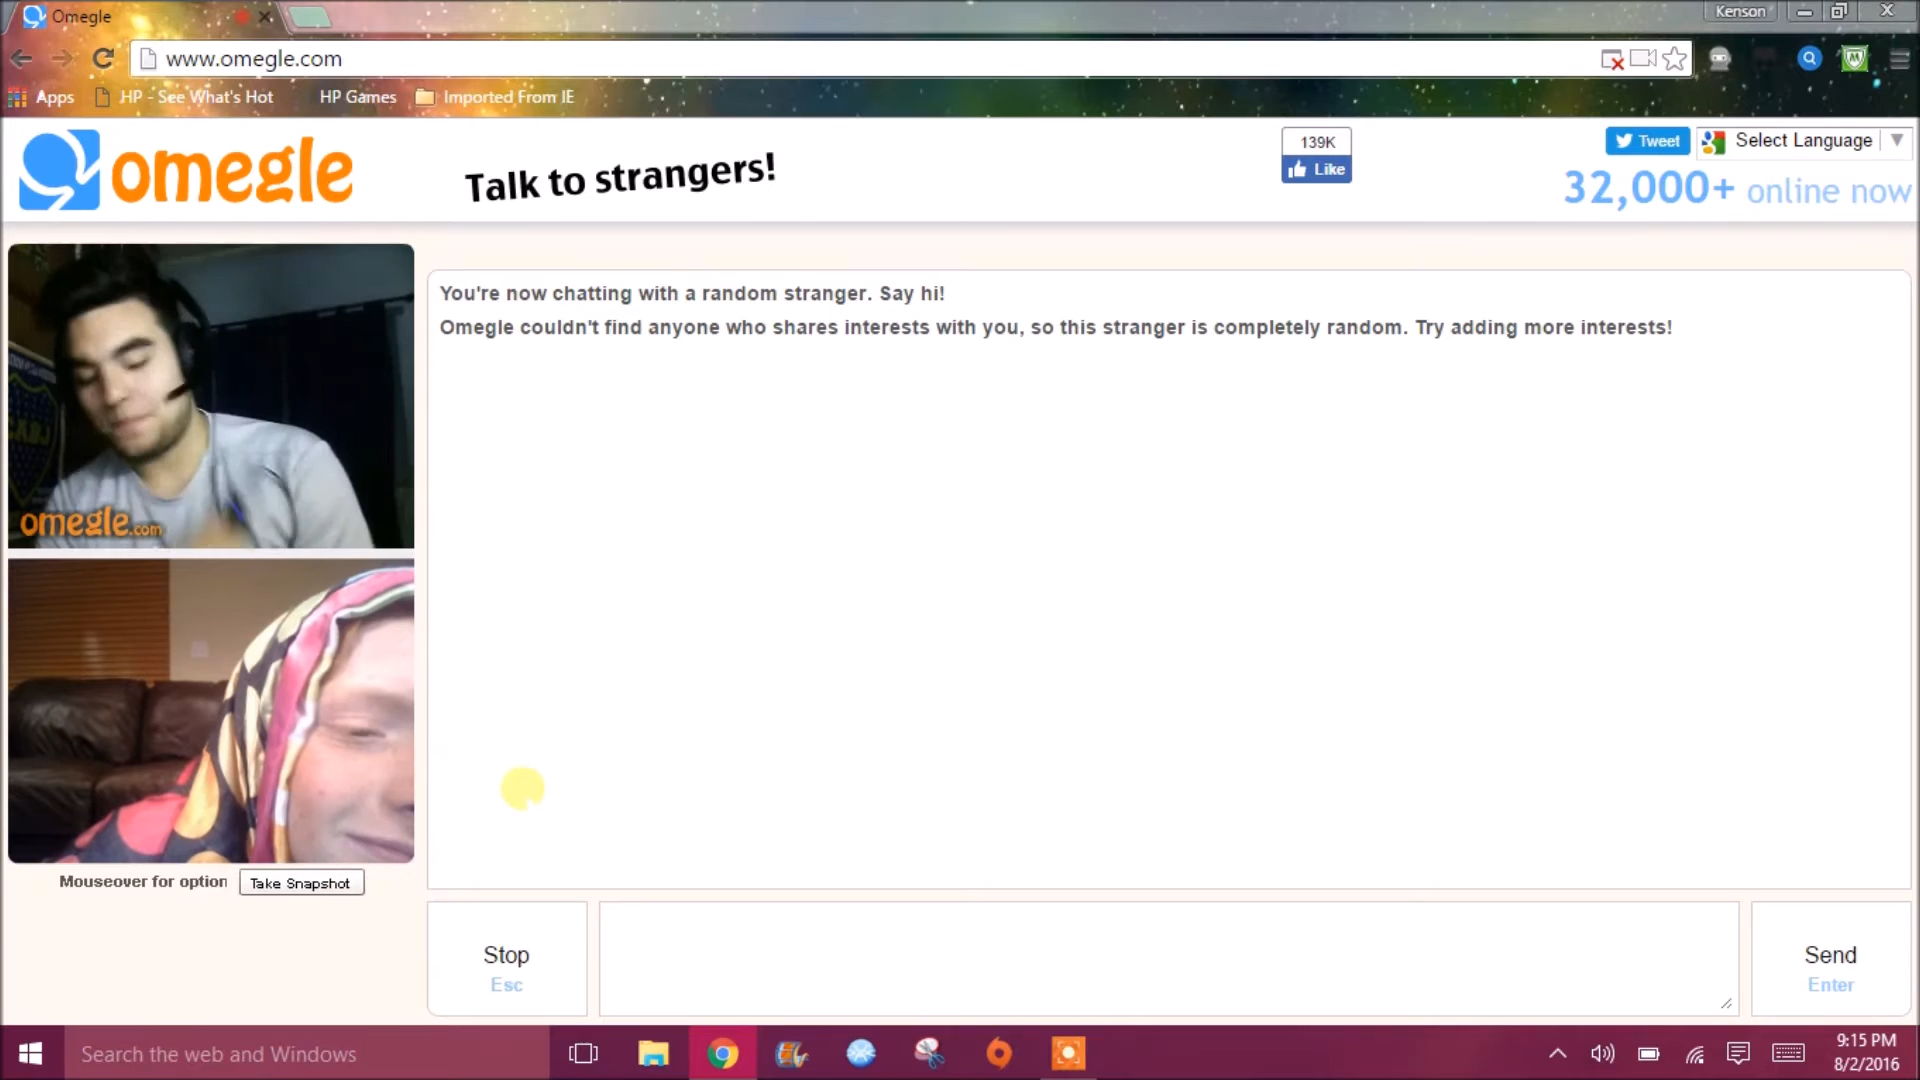 Omegle
Kenson
www.omegle.com
Apps
HP - See What's Hot
HP Games
Imported From IE
omegle
Talk to strangers!
139K
Like
Tweet
Select Language
32,000+ online now
You're now chatting with a random stranger. Say hi!
Omegle couldn't find anyone who shares interests with you, so this stranger is completely random. Try adding more interests!
omegle.com
Mouseover for option
Take Snapshot
Stop
Esc
Send
Enter
Search the web and Windows
9:15 PM
8/2/2016